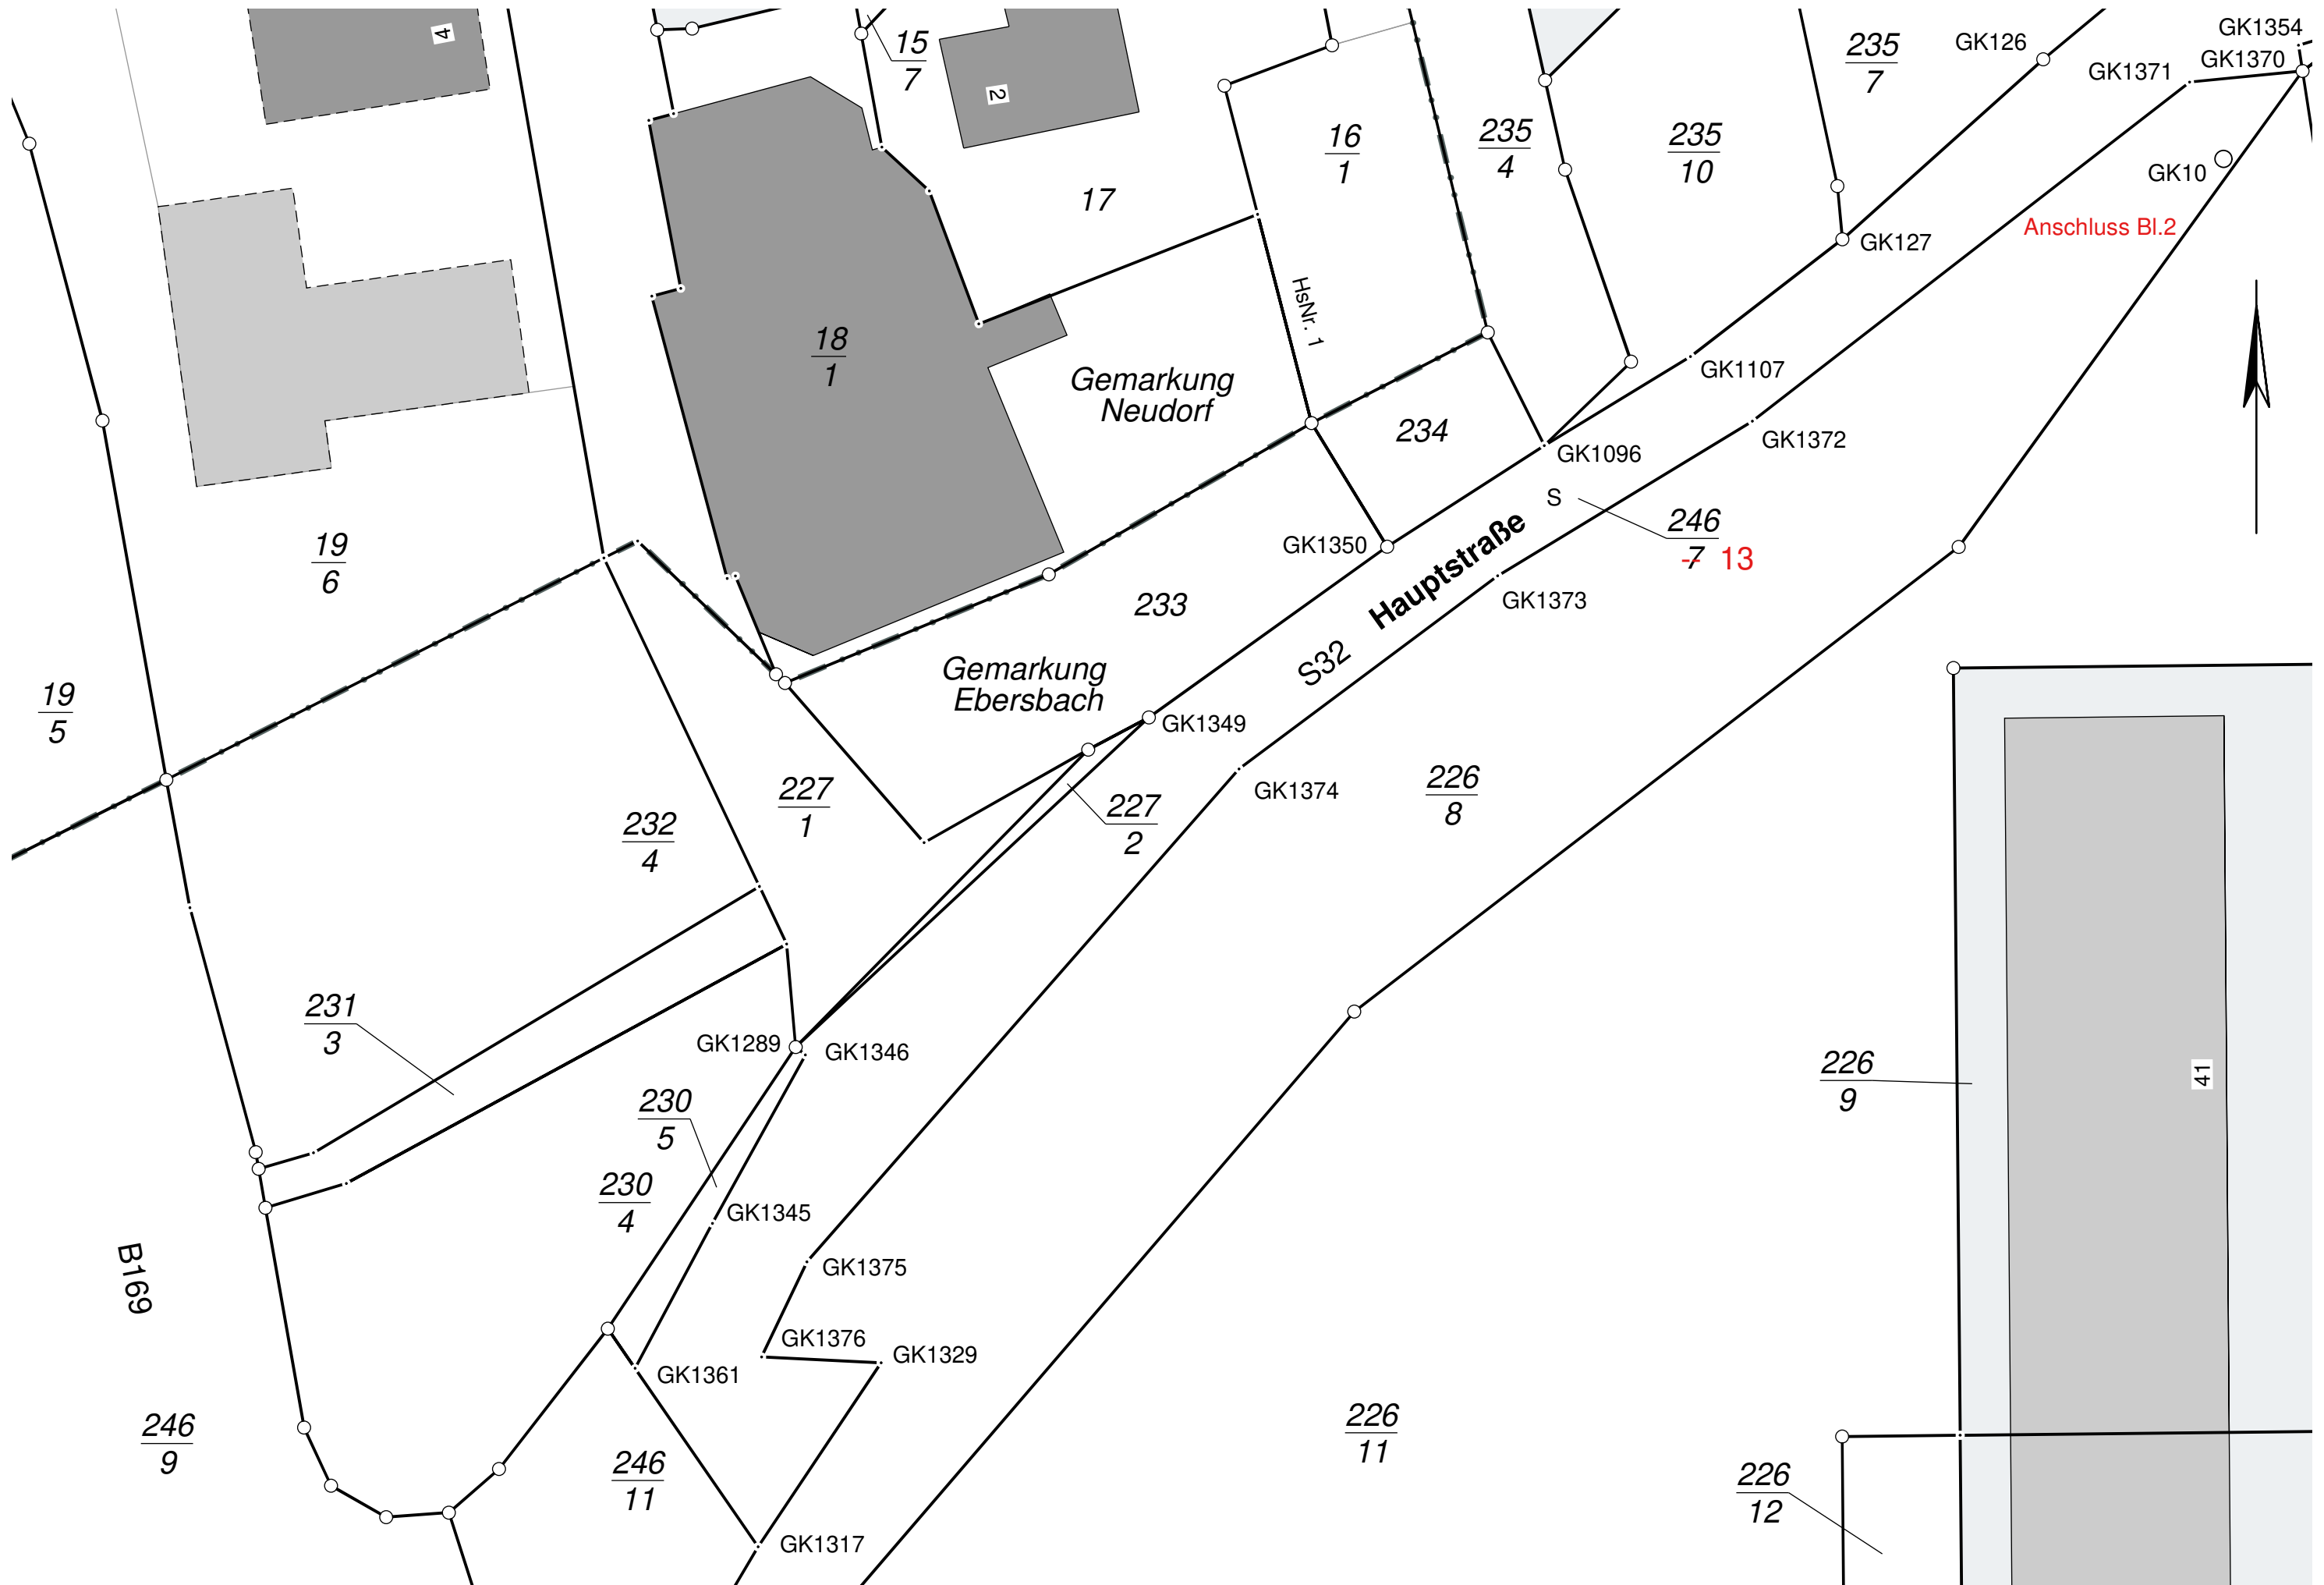 4
15
7
2
16
1
235
4
235
10
235
7
GK126
GK1354
GK1370
GK1371
GK10
Anschluss Bl.2
GK127
17
HsNr. 1
18
1
Gemarkung
Neudorf
GK1107
234
GK1372
GK1096
S
246
7 13
GK1350
Hauptstraße
S32
GK1373
19
6
233
Gemarkung
Ebersbach
19
5
GK1349
GK1374
226
8
227
1
227
2
232
4
231
3
GK1289
GK1346
226
9
41
230
5
230
4
GK1345
GK1375
B169
GK1376
GK1329
GK1361
246
9
246
11
226
11
226
12
GK1317